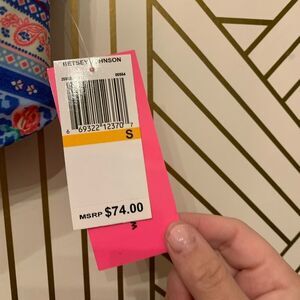 BETSEY JOHNSON
6 69322 12370 7
S
MSRP $74.00